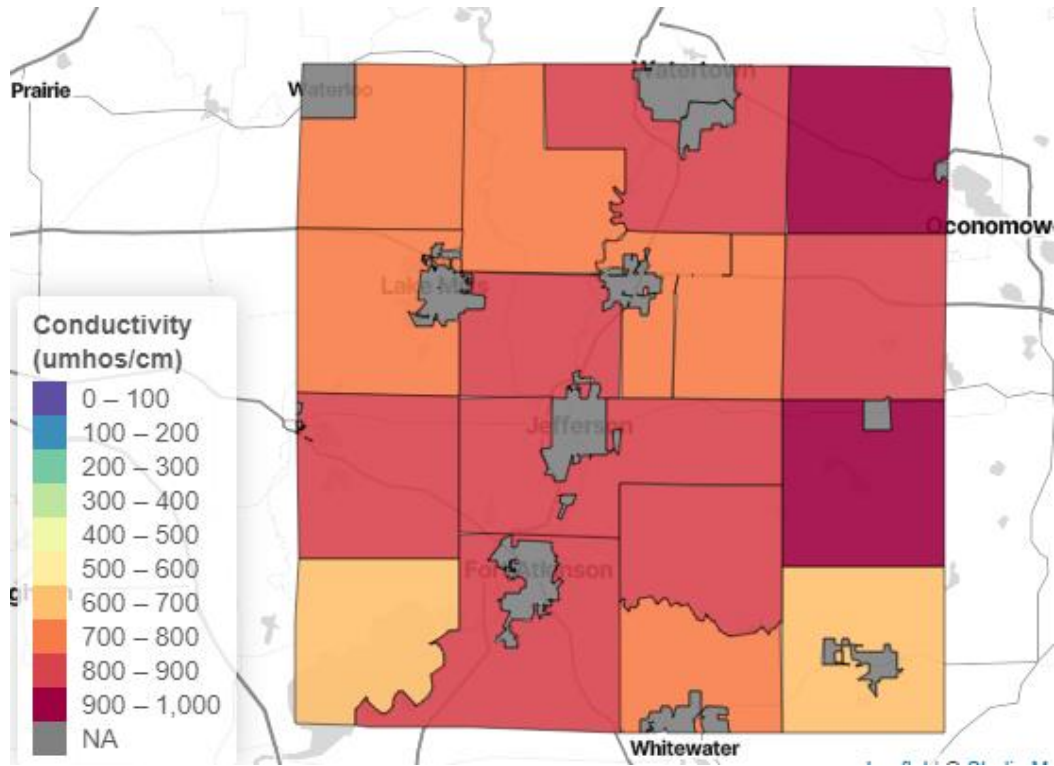 Prairie
Waterloo
Watertown
Oconomow
Lake Mills
Jefferson
Fort Atkinson
Whitewater
Conductivity
(umhos/cm)
0 – 100
100 – 200
200 – 300
300 – 400
400 – 500
500 – 600
600 – 700
700 – 800
800 – 900
900 – 1,000
NA